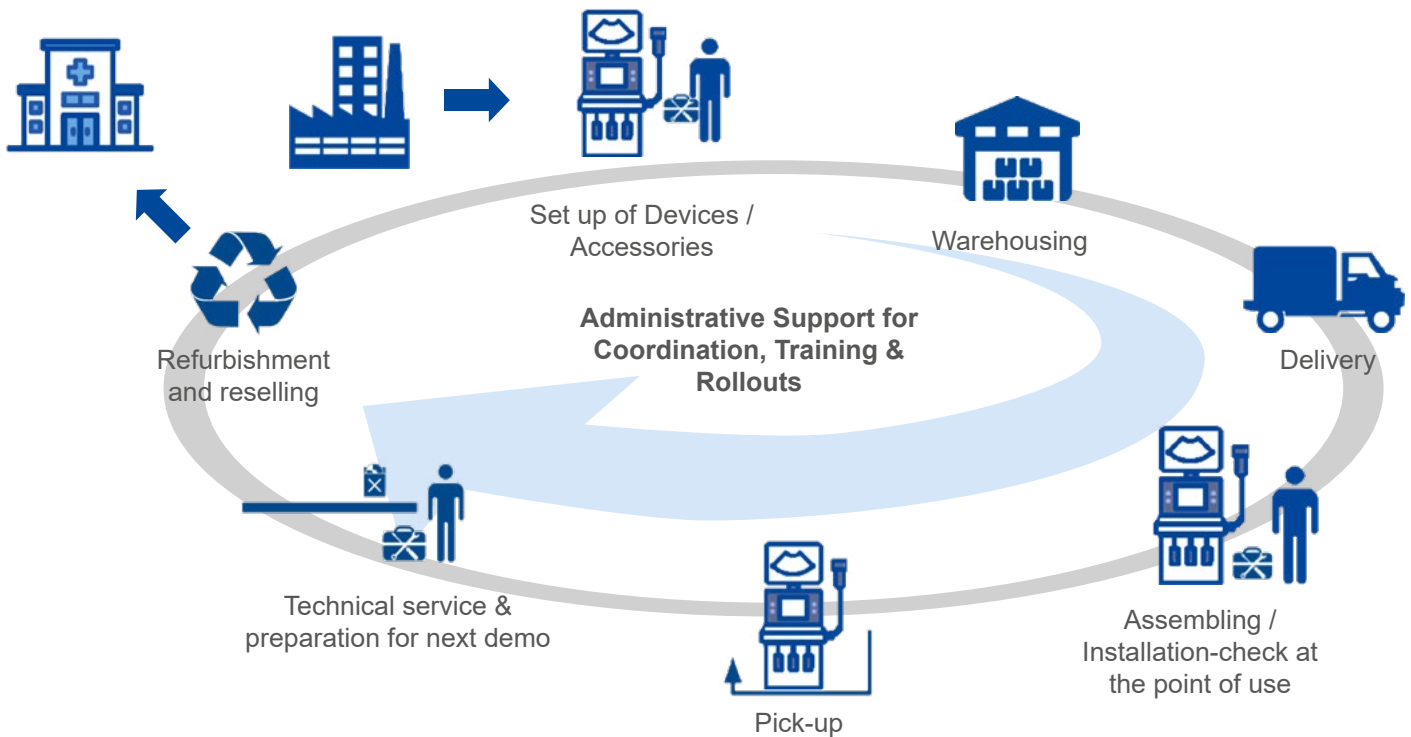 Set up of Devices /
Accessories
Warehousing
Delivery
Administrative Support for
Coordination, Training &
Rollouts
Refurbishment
and reselling
Assembling /
Installation-check at
the point of use
Pick-up
Technical service &
preparation for next demo